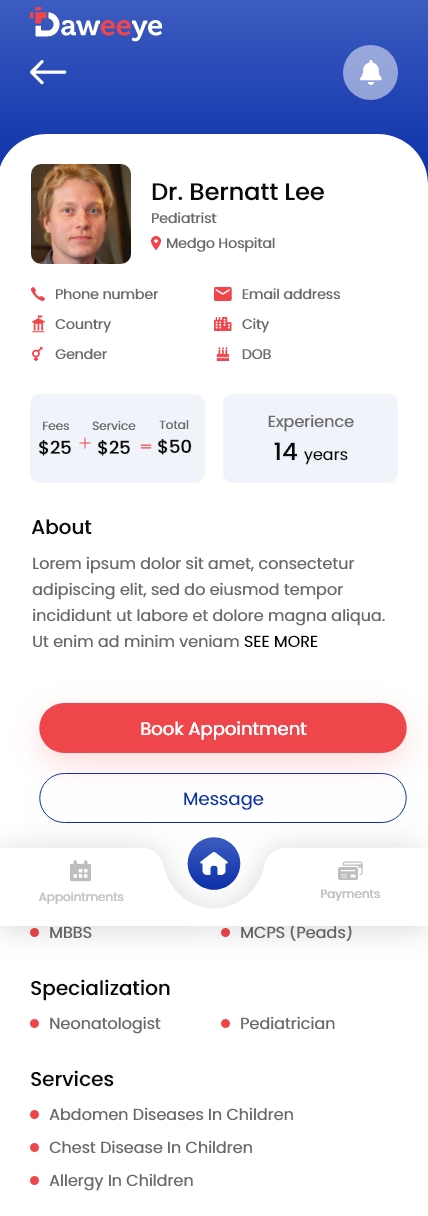 Daweeye
Dr. Bernatt Lee
Pediatrist
Medgo Hospital
Phone number Email address
Country City
Gender DOB
Fees Service Total
$25 + $25 = $50
Experience
14 years
About
Lorem ipsum dolor sit amet, consectetur
adipiscing elit, sed do eiusmod tempor
incididunt ut labore et dolore magna aliqua.
Ut enim ad minim veniam SEE MORE
Book Appointment
Message
Appointments Payments
MBBS MCPS (Peads)
Specialization
Neonatologist Pediatrician
Services
Abdomen Diseases In Children
Chest Disease In Children
Allergy In Children